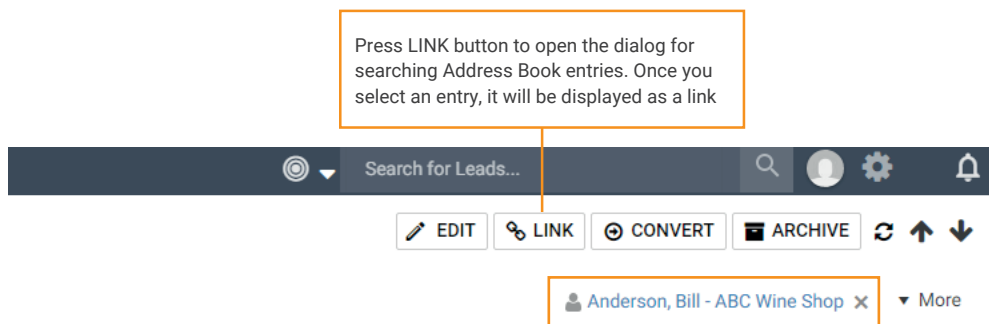 Press LINK button to open the dialog for
searching Address Book entries. Once you
select an entry, it will be displayed as a link
Search for Leads...
EDIT LINK CONVERT ARCHIVE
Anderson, Bill - ABC Wine Shop More